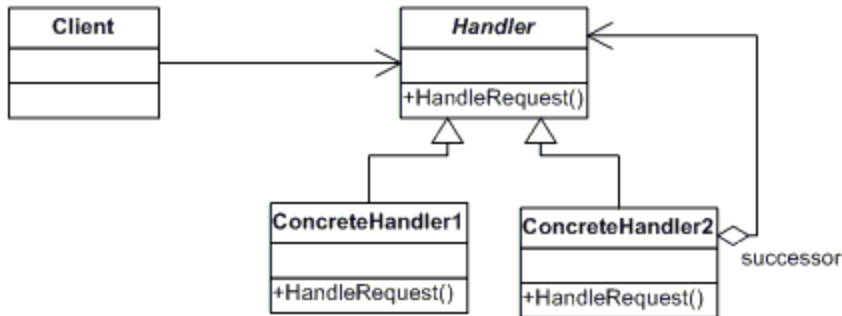 Client
Handler
+HandleRequest()
ConcreteHandler1
+HandleRequest()
ConcreteHandler2
+HandleRequest()
successor